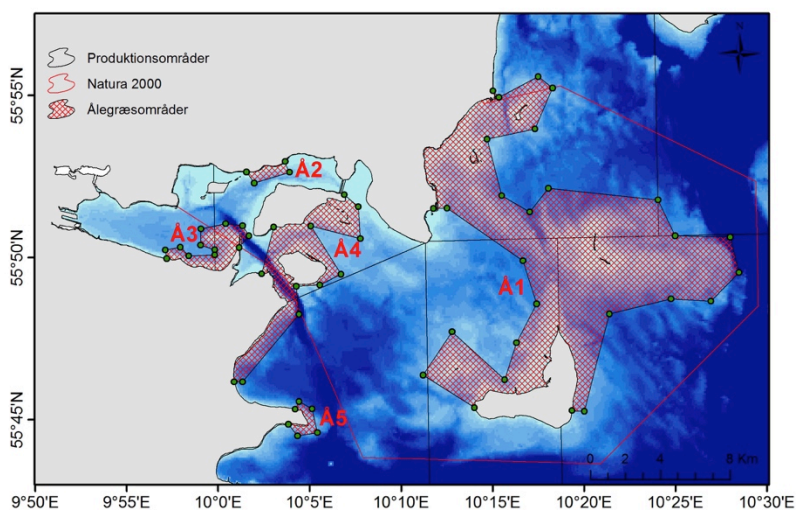 N
Produktionsområder
Natura 2000
Ålegræsområder
55°55'N
Å2
Å3
Å4
55°50'N
Å1
55°45'N
Å5
0 2 4 8 Km
9°50'E 9°55'E 10°0'E 10°5'E 10°10'E 10°15'E 10°20'E 10°25'E 10°30'E